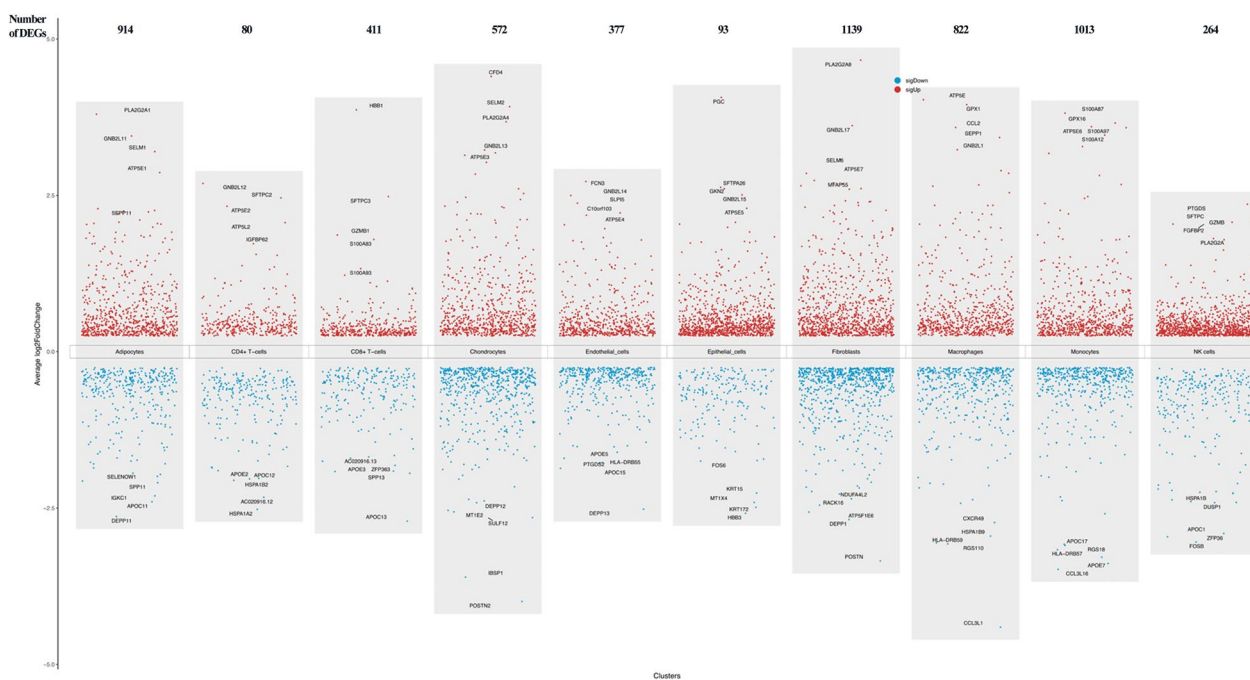 Number
of DEGs
914
80
411
572
377
93
1139
822
1013
264
5.0
2.5
0.0
−2.5
−5.0
Average log2FoldChange
sigDown
sigUp
PLA2G2A1
GNB2L11
SELM1
ATP5E1
SEPP11
GNB2L12
SFTPC2
ATP5E2
ATP5L2
IGFBP62
HBB1
SFTPC3
GZMB1
S100A83
S100A93
CFD4
SELM2
PLA2G2A4
GNB2L13
ATP5E3
FCN3
GNB2L14
SLPI5
C10orf103
ATP5E4
PGC
SFTPA26
GKN2
GNB2L15
ATP5E5
PLA2G2A8
GNB2L17
SELM6
ATP5E7
MTAP55
ATP5E
GPX1
CCL2
SEPP1
GNB2L1
S100A87
GPX16
ATP5E6
S100A97
S100A12
PTGDS
SFTPC
GZMB
FGFBP2
PLA2G2A
Adipocytes
CD4+ T−cells
CD8+ T−cells
Chondrocytes
Endothelial_cells
Epithelial_cells
Fibroblasts
Macrophages
Monocytes
NK cells
SELENOW1
SPP11
IGKC1
APOC11
DEPP11
APOE2
APOC12
HSPA1B2
AC020916.12
HSPA1A2
AC020916.13
APOE3
ZFP363
SPP13
APOC13
DEPP12
MT1E2
SULF12
IBSP1
POSTN2
APOE5
PTGDS2
HLA−DRB55
APOC15
DEPP13
FOS6
KRT15
MT1X4
KRT172
HBB3
NDUFA4L2
RACK16
ATP5F1E6
DEPP1
POSTN
CXCR49
HSPA1B9
HLA−DRB59
RGS110
CCL3L1
APOC17
RGS18
HLA−DRB57
APOE7
CCL3L16
HSPA1B
DUSP1
APOC1
ZFP36
FOSB
Clusters